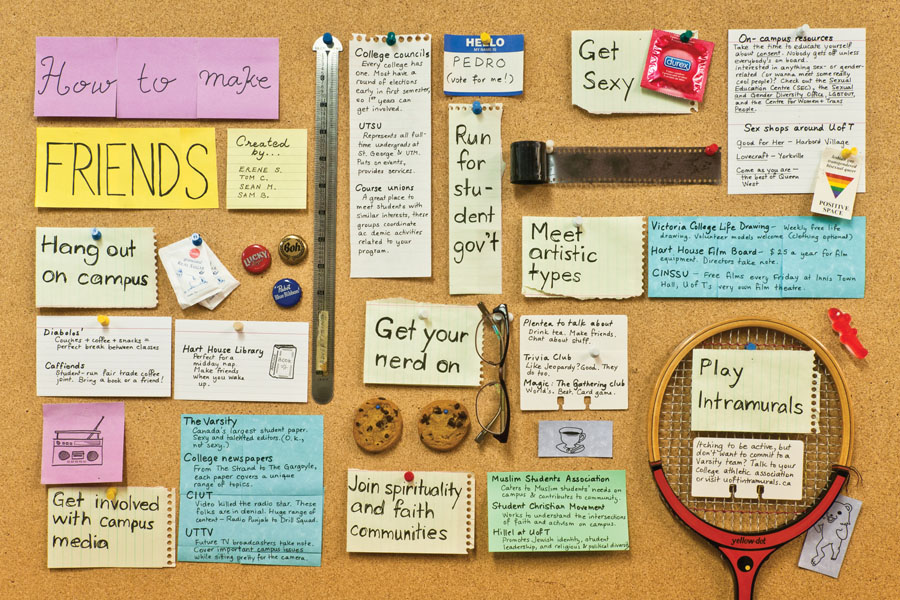 How to make
FRIENDS
Created
by...
ERENE S.
TOM C.
SEAN M.
SAM B.
College councils
Every college has
one. Most have a
round of elections
early in first semester,
so 1st years can
get involved.
UTSU
Represents all full-
time undergrads at
St. George & UTM.
Puts on events,
provides services.
Course unions
A great place to
meet students with
similar interests, these
groups coordinate
ac demic activities
related to your
program.
HELLO
MY NAME IS
PEDRO
(Vote for me!)
Run
for
stu-
dent
gov't
Get
Sexy
durex
On-campus resources
Take the time to educate yourself
about consent. Nobody gets off unless
everybody's on board.
Interested in anything sex- or gender-
related (or wanna meet some really
cool people)? Check out the Sexual
Education Centre (SEC), the Sexual
and Gender Diversity Office, LGBTOUT,
and the Centre for Women & Trans
People.
Sex shops around U of T
Good for Her – Harbord Village
Lovecraft – Yorkville
Come as you are –
the best of Queen
West
POSITIVE
SPACE
Hang out
on campus
LUCKY
Boh
Pabst
Blue Ribbon
Diabolos'
Couches + coffee + snacks =
perfect break between classes
Caffiends
Student-run fair trade coffee
joint. Bring a book or a friend!
Hart House Library
Perfect for a
midday nap.
Make friends
when you wake
up.
Meet
artistic
types
Victoria College Life Drawing – Weekly free life
drawing. Volunteer models welcome (clothing optional)
Hart House Film Board – $25 a year for film
equipment. Directors take note.
CINSSU – Free films every Friday at Innis Town
Hall, U of T's very own film theatre.
Get your
nerd on
Plentea to talk about
Drink tea. Make friends.
Chat about stuff.
Trivia Club
Like Jeopardy? Good. They
do too.
Magic: The Gathering club
World's. Best. Card game.
Play
Intramurals
Itching to be active, but
don't want to commit to a
Varsity team? Talk to your
College athletic association
or visit uoftintramurals.ca
yellow-dot
Get involved
with campus
media
The Varsity
Canada's largest student paper.
Sexy and talented editors. (O.k.,
not sexy.)
College newspapers
From The Strand to The Gargoyle,
each paper covers a unique
range of topics.
CIUT
Video killed the radio star. These
folks are in denial. Huge range of
content – Radio Punjab to Drill Squad.
UTTV
Future TV broadcasters take note.
Cover important campus issues
while sitting pretty for the camera.
Join spirituality
and faith
communities
Muslim Students Association
Caters to Muslim students' needs on
campus & contributes to community.
Student Christian Movement
Works to understand the intersections
of faith and activism on campus.
Hillel at U of T
Promotes Jewish identity, student
leadership, and religious & political diversity.